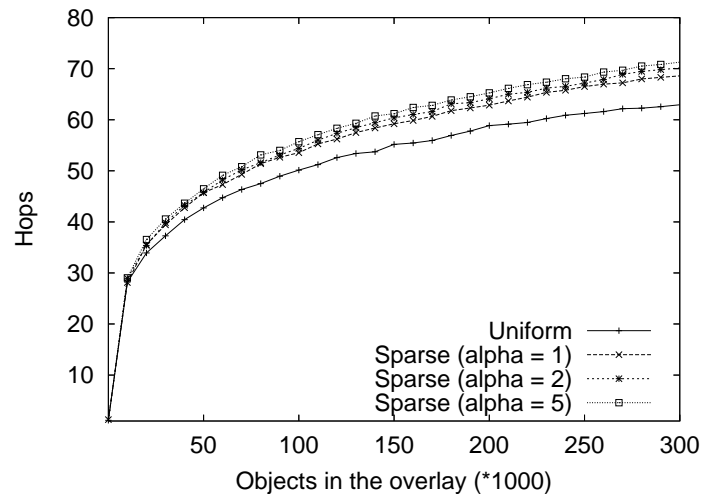 80
70
60
50
40
30
20
10
Hops
Uniform
Sparse (alpha = 1)
Sparse (alpha = 2)
Sparse (alpha = 5)
50 100 150 200 250 300
Objects in the overlay (*1000)